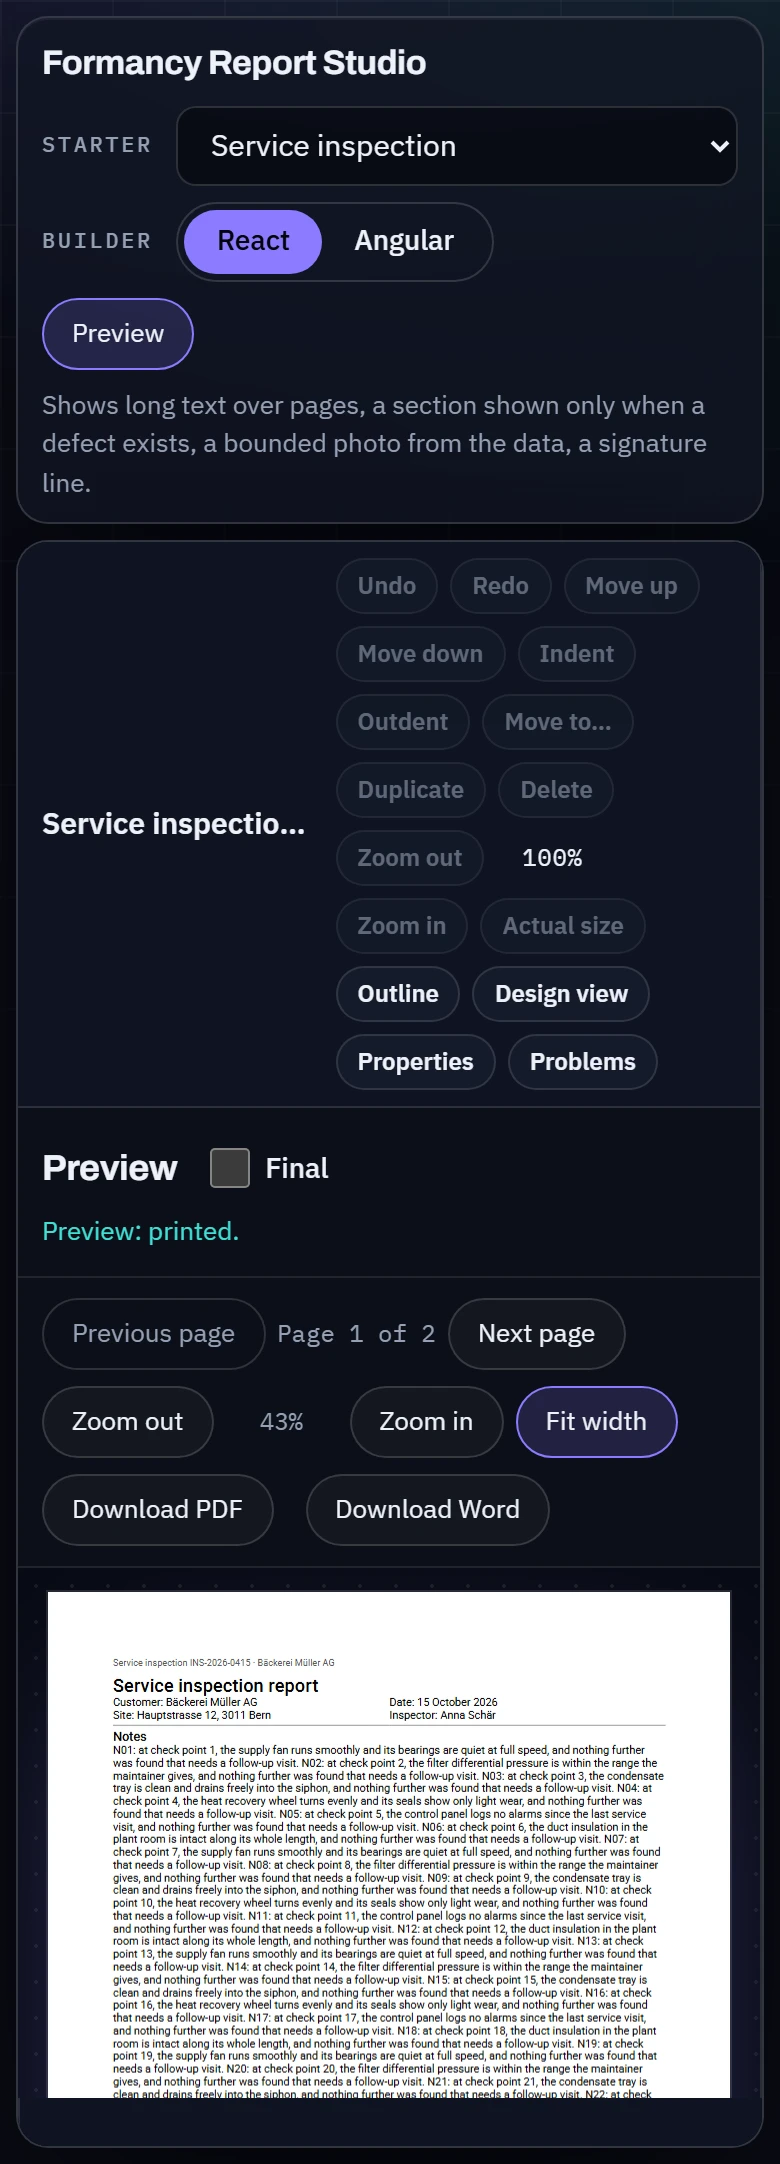 Formancy Report Studio
STARTER
Service inspection
BUILDER
React
Angular
Preview
Shows long text over pages, a section shown only when a
defect exists, a bounded photo from the data, a signature
line.
Service inspectio...
Undo
Redo
Move up
Move down
Indent
Outdent
Move to...
Duplicate
Delete
Zoom out
100%
Zoom in
Actual size
Outline
Design view
Properties
Problems
Preview
Final
Preview: printed.
Previous page
Page 1 of 2
Next page
Zoom out
43%
Zoom in
Fit width
Download PDF
Download Word
Service inspection INS-2026-0415 · Bäckerei Müller AG
Service inspection report
Customer: Bäckerei Müller AG
Date: 15 October 2026
Site: Hauptstrasse 12, 3011 Bern
Inspector: Anna Schär
Notes
N01: at check point 1, the supply fan runs smoothly and its bearings are quiet at full speed, and nothing further
was found that needs a follow-up visit. N02: at check point 2, the filter differential pressure is within the range the
maintainer gives, and nothing further was found that needs a follow-up visit. N03: at check point 3, the condensate
tray is clean and drains freely into the siphon, and nothing further was found that needs a follow-up visit. N04: at
check point 4, the heat recovery wheel turns evenly and its seals show only light wear, and nothing further was
found that needs a follow-up visit. N05: at check point 5, the control panel logs no alarms since the last service
visit, and nothing further was found that needs a follow-up visit. N06: at check point 6, the duct insulation in the
plant room is intact along its whole length, and nothing further was found that needs a follow-up visit. N07: at
check point 7, the supply fan runs smoothly and its bearings are quiet at full speed, and nothing further was found
that needs a follow-up visit. N08: at check point 8, the filter differential pressure is within the range the maintainer
gives, and nothing further was found that needs a follow-up visit. N09: at check point 9, the condensate tray is
clean and drains freely into the siphon, and nothing further was found that needs a follow-up visit. N10: at check
point 10, the heat recovery wheel turns evenly and its seals show only light wear, and nothing further was found
that needs a follow-up visit. N11: at check point 11, the control panel logs no alarms since the last service visit,
and nothing further was found that needs a follow-up visit. N12: at check point 12, the duct insulation in the plant
room is intact along its whole length, and nothing further was found that needs a follow-up visit. N13: at check
point 13, the supply fan runs smoothly and its bearings are quiet at full speed, and nothing further was found that
needs a follow-up visit. N14: at check point 14, the filter differential pressure is within the range the maintainer
gives, and nothing further was found that needs a follow-up visit. N15: at check point 15, the condensate tray is
clean and drains freely into the siphon, and nothing further was found that needs a follow-up visit. N16: at check
point 16, the heat recovery wheel turns evenly and its seals show only light wear, and nothing further was found
that needs a follow-up visit. N17: at check point 17, the control panel logs no alarms since the last service visit,
and nothing further was found that needs a follow-up visit. N18: at check point 18, the duct insulation in the plant
room is intact along its whole length, and nothing further was found that needs a follow-up visit. N19: at check
point 19, the supply fan runs smoothly and its bearings are quiet at full speed, and nothing further was found that
needs a follow-up visit. N20: at check point 20, the filter differential pressure is within the range the maintainer
gives, and nothing further was found that needs a follow-up visit. N21: at check point 21, the condensate tray is
clean and drains freely into the siphon, and nothing further was found that needs a follow-up visit. N22: at check